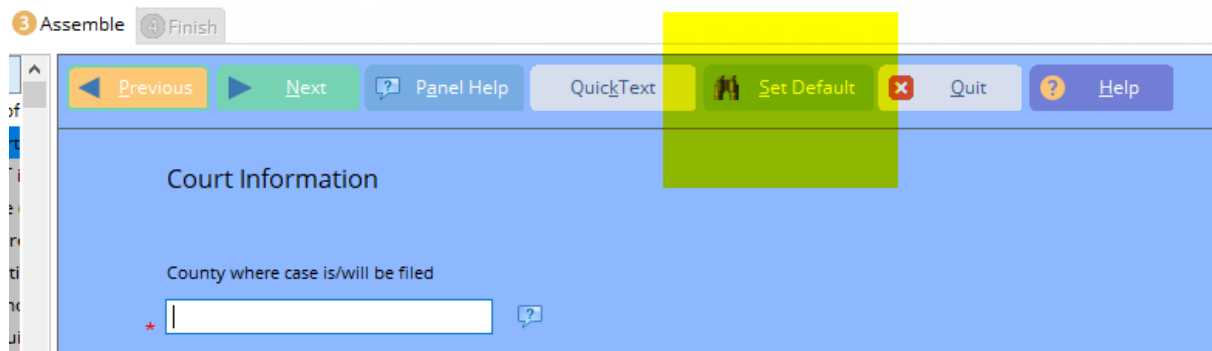 3 Assemble 4 Finish
Previous Next ? Panel Help QuickText Set Default Quit ? Help
Court Information
County where case is/will be filed
* ?